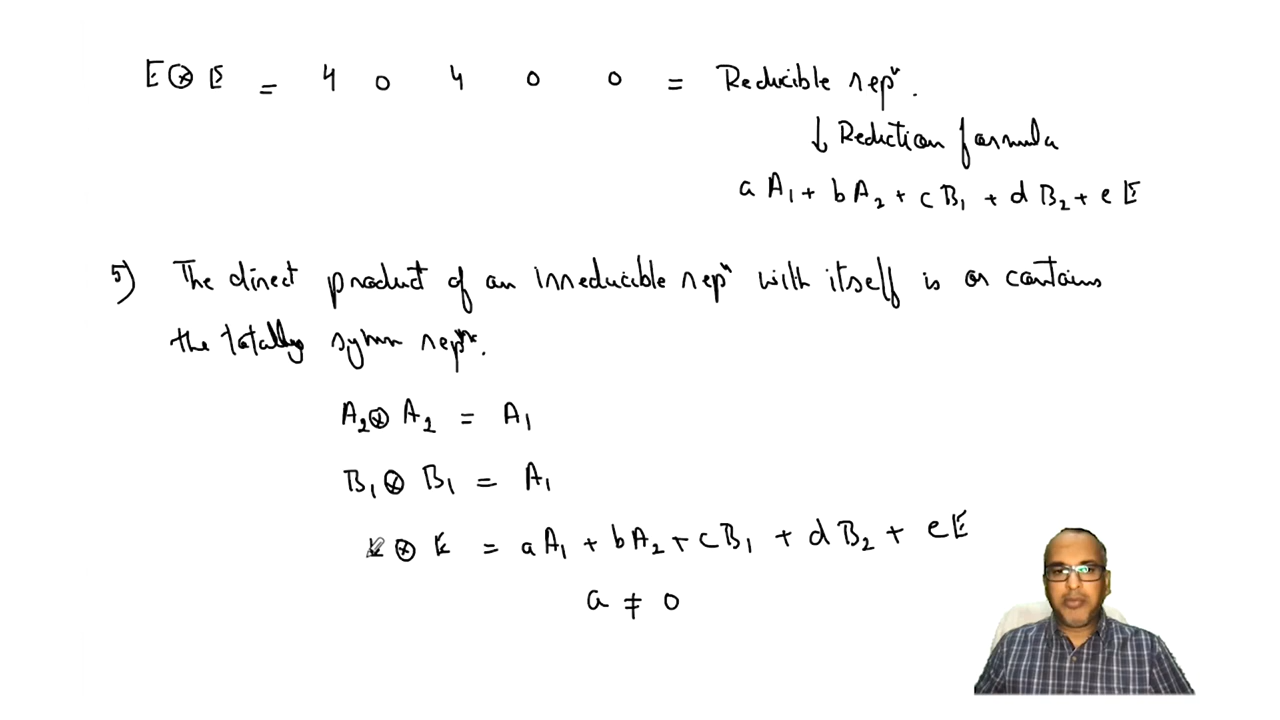 E ⊗ E = 4 0 4 0 0 = Reducible repⁿ.
↓ Reduction formula
a A₁ + b A₂ + c B₁ + d B₂ + e E
5) The direct product of an irreducible repⁿ with itself is or contains
the totally symm repⁿ.
A₂ ⊗ A₂ = A₁
B₁ ⊗ B₁ = A₁
E ⊗ E = a A₁ + b A₂ + c B₁ + d B₂ + e E
a ≠ 0